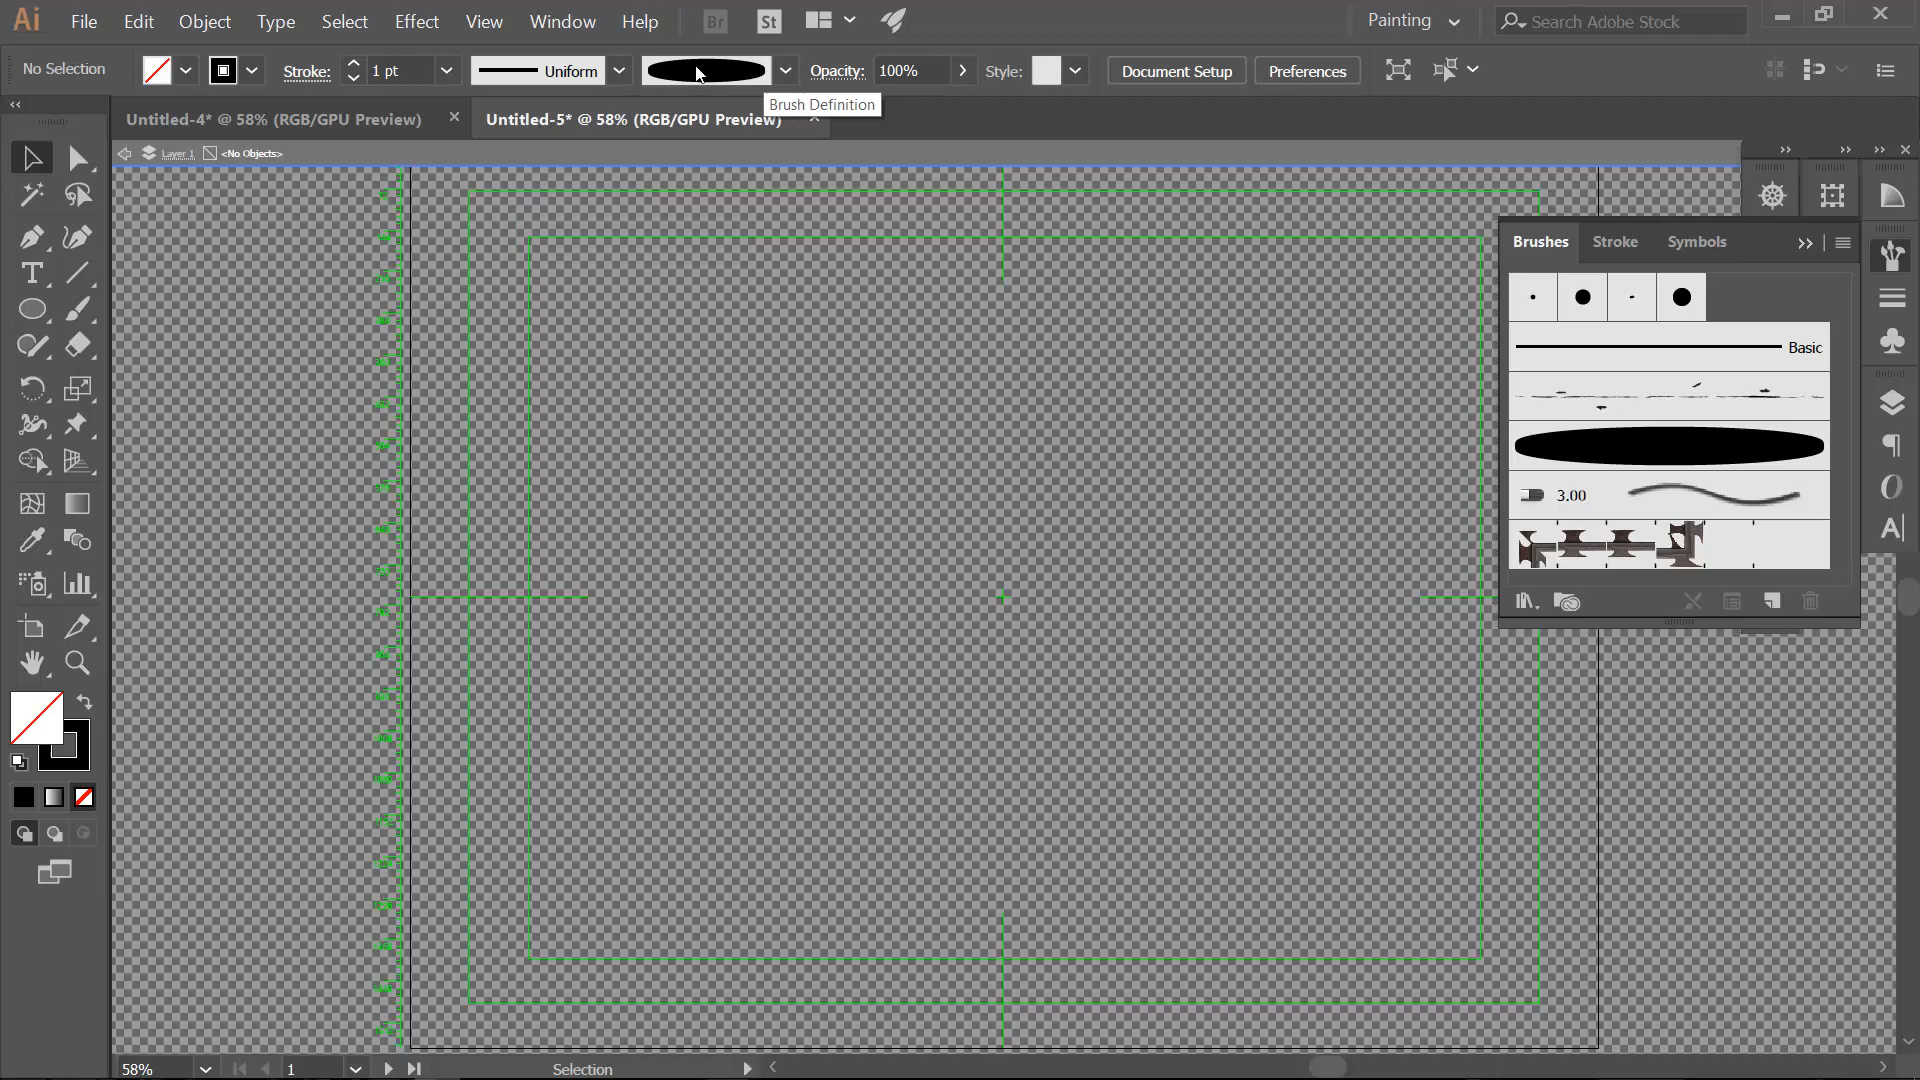 Ai File Edit Object Type Select Effect View Window Help Br St Painting Search Adobe Stock
No Selection Stroke: 1 pt Uniform Opacity: 100% Style: Document Setup Preferences
Brush Definition
Untitled-4* @ 58% (RGB/GPU Preview) Untitled-5* @ 58% (RGB/GPU Preview)
Layer 1 <No Objects>
Brushes Stroke Symbols
Basic
3.00
58% 1 Selection